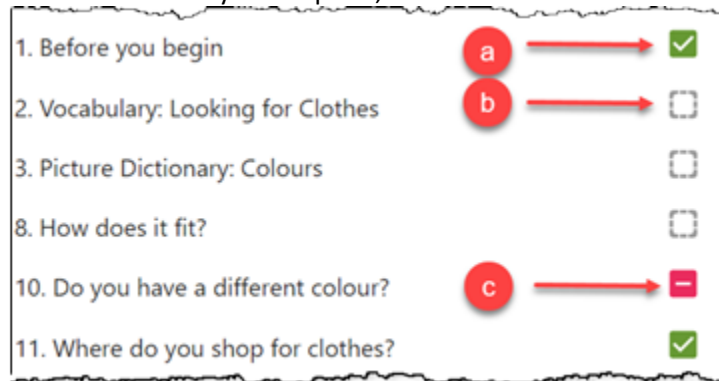 1. Before you begin a
2. Vocabulary: Looking for Clothes b
3. Picture Dictionary: Colours
8. How does it fit?
10. Do you have a different colour? c
11. Where do you shop for clothes?